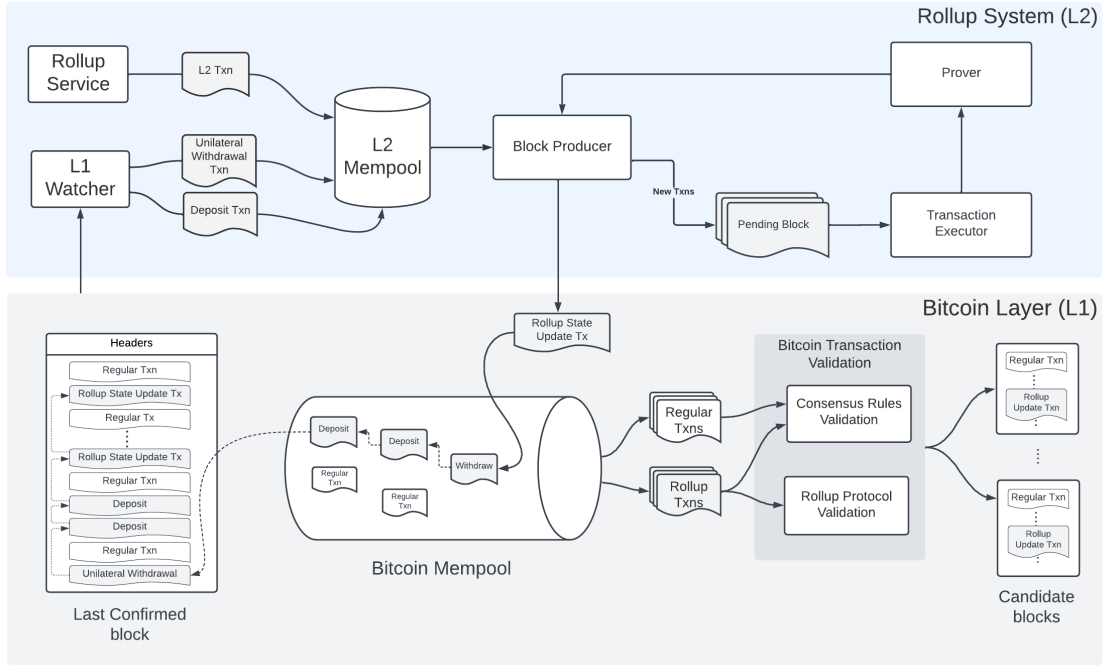 Rollup System (L2)
Rollup
Service
L2 Txn
L1
Watcher
Unilateral
Withdrawal
Txn
Deposit Txn
L2
Mempool
Block Producer
New Txns
Pending Block
Prover
Transaction
Executor
Bitcoin Layer (L1)
Rollup State
Update Tx
Headers
Regular Txn
Rollup State Update Tx
Regular Tx
Rollup State Update Tx
Regular Txn
Deposit
Deposit
Regular Txn
Unilateral Withdrawal
Last Confirmed
block
Deposit
Deposit
Withdraw
Regular
Txn
Regular
Txn
Bitcoin Mempool
Regular
Txns
Rollup
Txns
Bitcoin Transaction
Validation
Consensus Rules
Validation
Rollup Protocol
Validation
Regular Txn
Rollup
Update Txn
Regular Txn
Rollup
Update Txn
Candidate
blocks